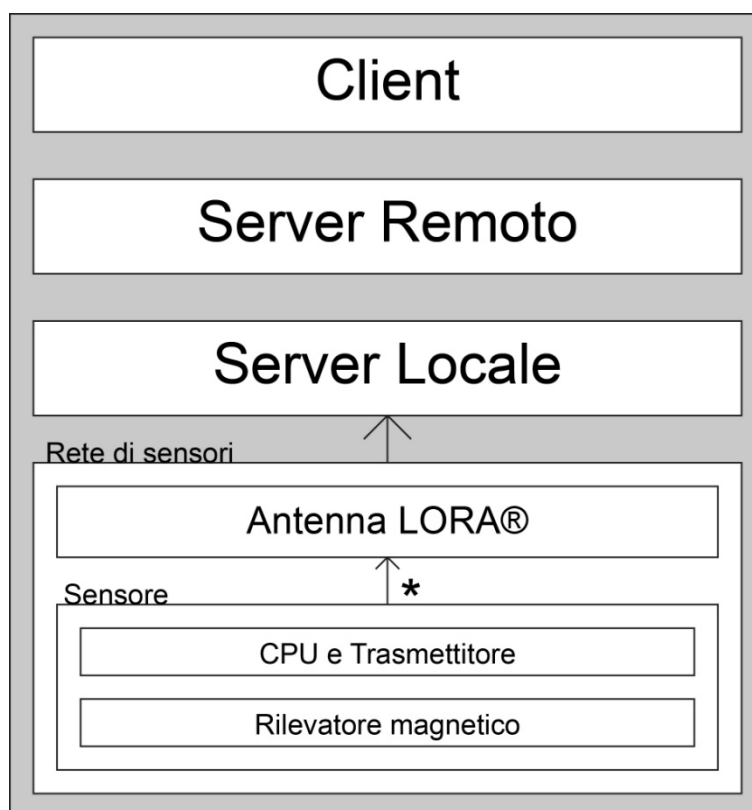 Client
Server Remoto
Server Locale
Rete di sensori
Antenna LORA®
*
Sensore
CPU e Trasmettitore
Rilevatore magnetico